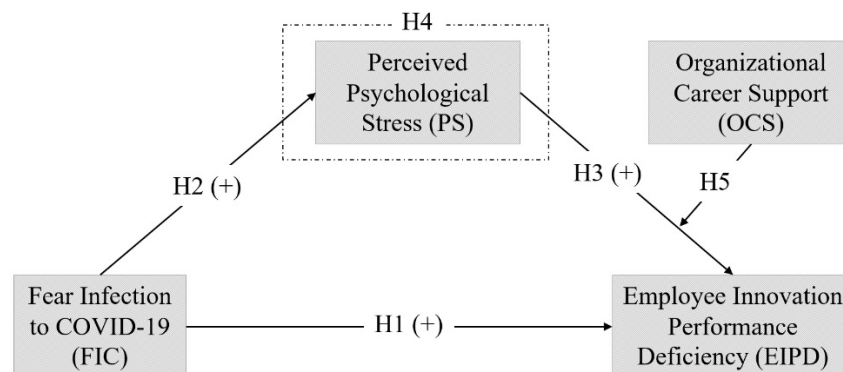 H4
Perceived
Psychological
Stress (PS)
Organizational
Career Support
(OCS)
H2 (+)
H3 (+)
H5
Fear Infection
to COVID-19
(FIC)
H1 (+)
Employee Innovation
Performance
Deficiency (EIPD)